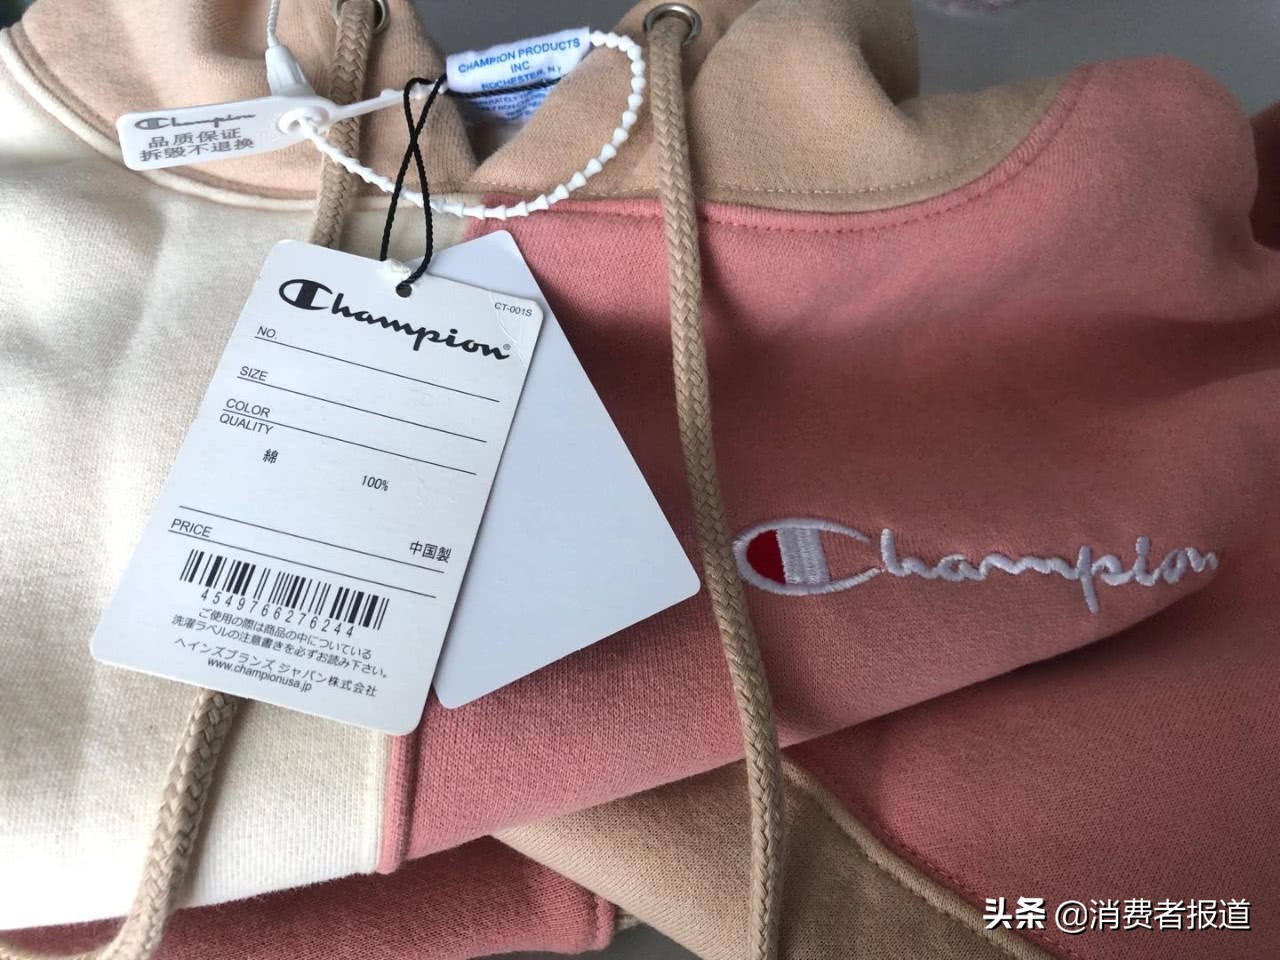 CHAMPION PRODUCTS
INC.
ROCHESTER, N.Y
Champion
品质保证
拆毁不退换
CT-001S
Champion®
NO.
SIZE
COLOR
QUALITY
綿
100%
PRICE
中国製
4549766276244
ご使用の際は商品の中についている
洗濯ラベルの注意書きを必ずお読み下さい。
ヘインズブランズ ジャパン株式会社
www.championusa.jp
Champion
头条 @消费者报道